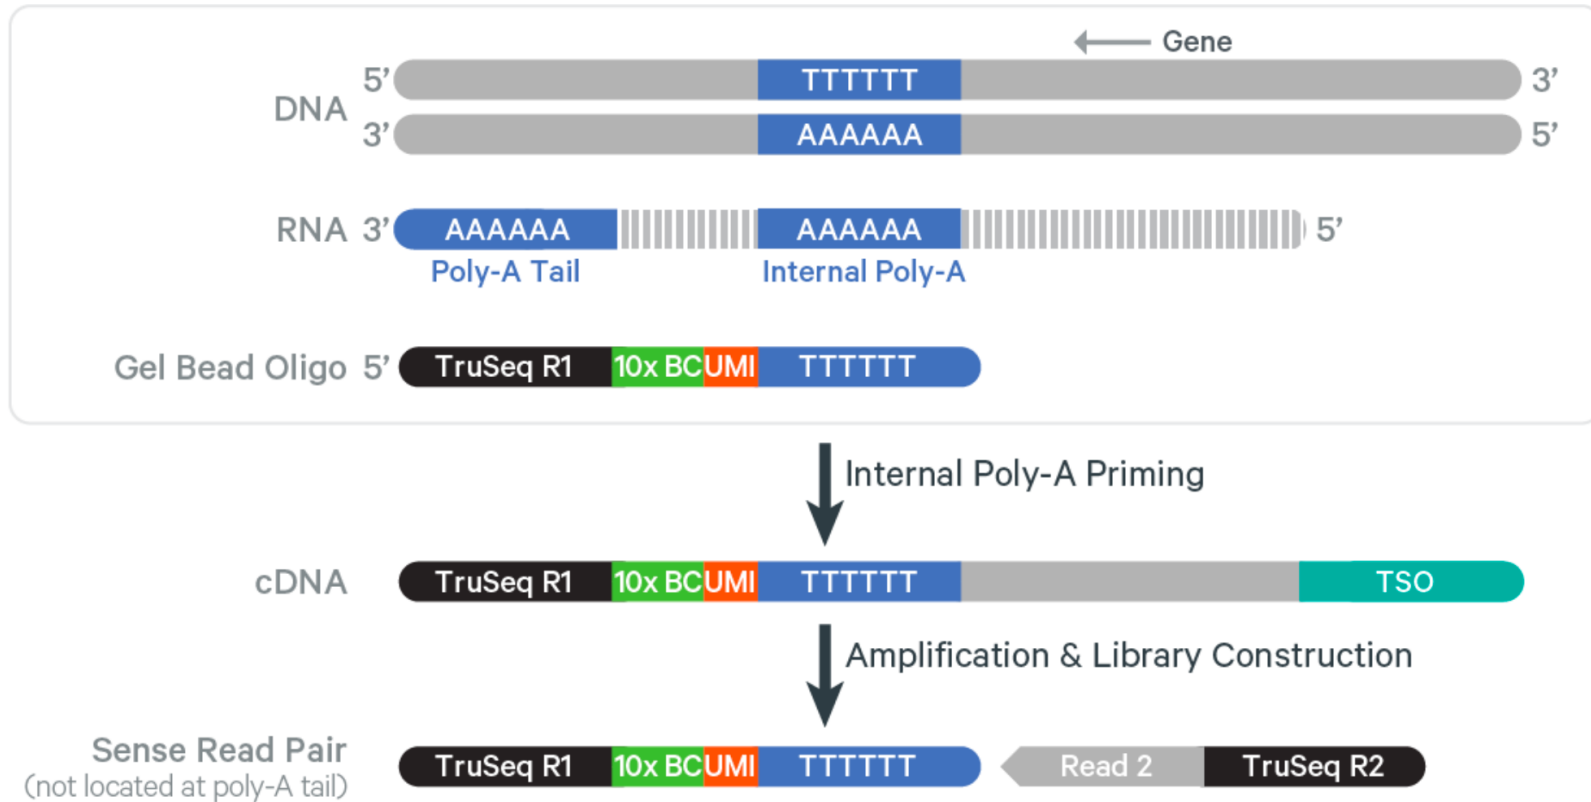 ← Gene
5’ TTTTTT 3’
DNA
3’ AAAAAA 5’
RNA 3’ AAAAAA AAAAAA 5’
Poly-A Tail Internal Poly-A
Gel Bead Oligo 5’ TruSeq R1 10x BC UMI TTTTTT
Internal Poly-A Priming
cDNA TruSeq R1 10x BC UMI TTTTTT TSO
Amplification & Library Construction
Sense Read Pair TruSeq R1 10x BC UMI TTTTTT Read 2 TruSeq R2
(not located at poly-A tail)